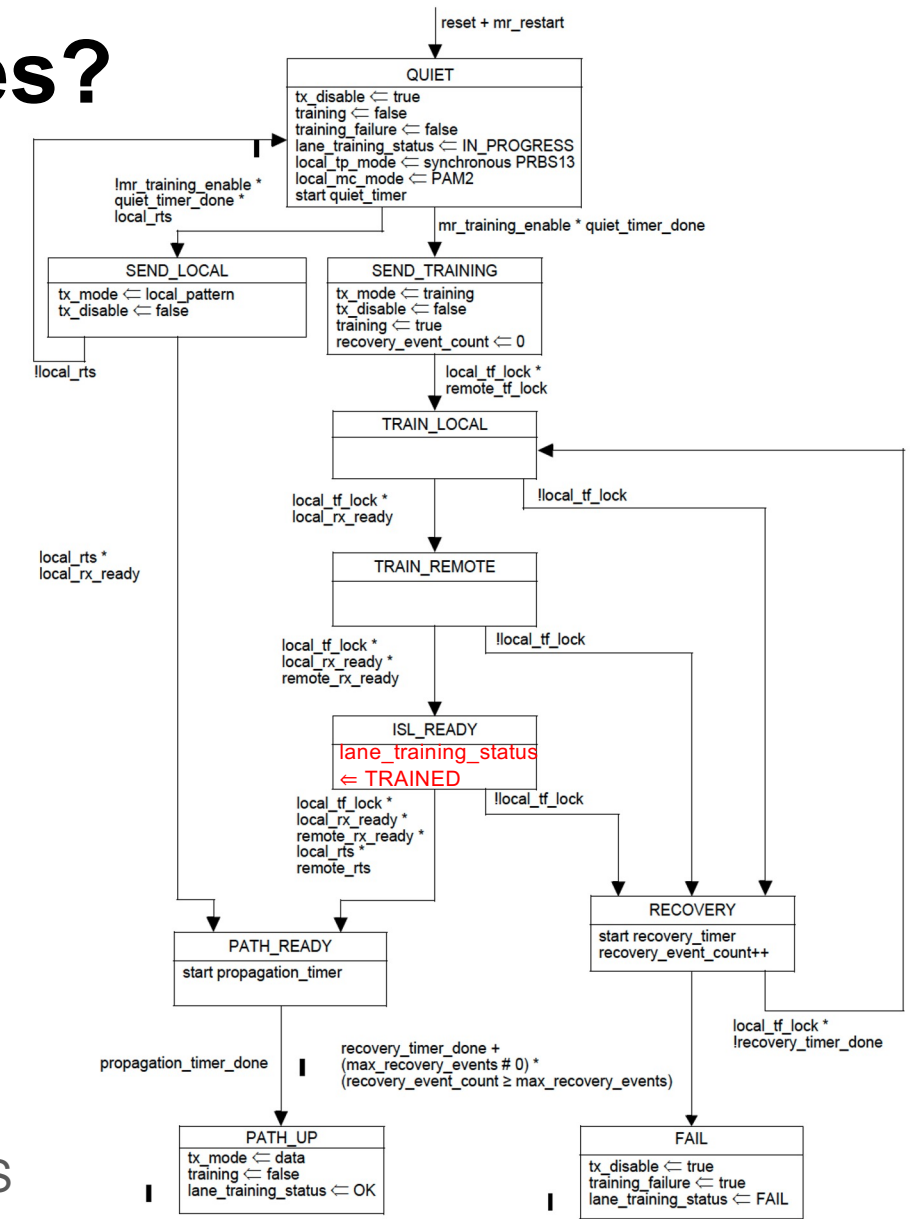 es?
reset + mr_restart
QUIET
tx_disable ⇐ true
training ⇐ false
training_failure ⇐ false
lane_training_status ⇐ IN_PROGRESS
local_tp_mode ⇐ synchronous PRBS13
local_mc_mode ⇐ PAM2
start quiet_timer
!mr_training_enable *
quiet_timer_done *
local_rts
mr_training_enable * quiet_timer_done
SEND_LOCAL
tx_mode ⇐ local_pattern
tx_disable ⇐ false
SEND_TRAINING
tx_mode ⇐ training
tx_disable ⇐ false
training ⇐ true
recovery_event_count ⇐ 0
!local_rts
local_tf_lock *
remote_tf_lock
TRAIN_LOCAL
local_tf_lock *
local_rx_ready
!local_tf_lock
local_rts *
local_rx_ready
TRAIN_REMOTE
local_tf_lock *
local_rx_ready *
remote_rx_ready
!local_tf_lock
ISL_READY
lane_training_status
⇐ TRAINED
local_tf_lock *
local_rx_ready *
remote_rx_ready *
local_rts *
remote_rts
!local_tf_lock
RECOVERY
start recovery_timer
recovery_event_count++
PATH_READY
start propagation_timer
local_tf_lock *
!recovery_timer_done
propagation_timer_done
recovery_timer_done +
(max_recovery_events # 0) *
(recovery_event_count ≥ max_recovery_events)
PATH_UP
tx_mode ⇐ data
training ⇐ false
lane_training_status ⇐ OK
FAIL
tx_disable ⇐ true
training_failure ⇐ true
lane_training_status ⇐ FAIL
s